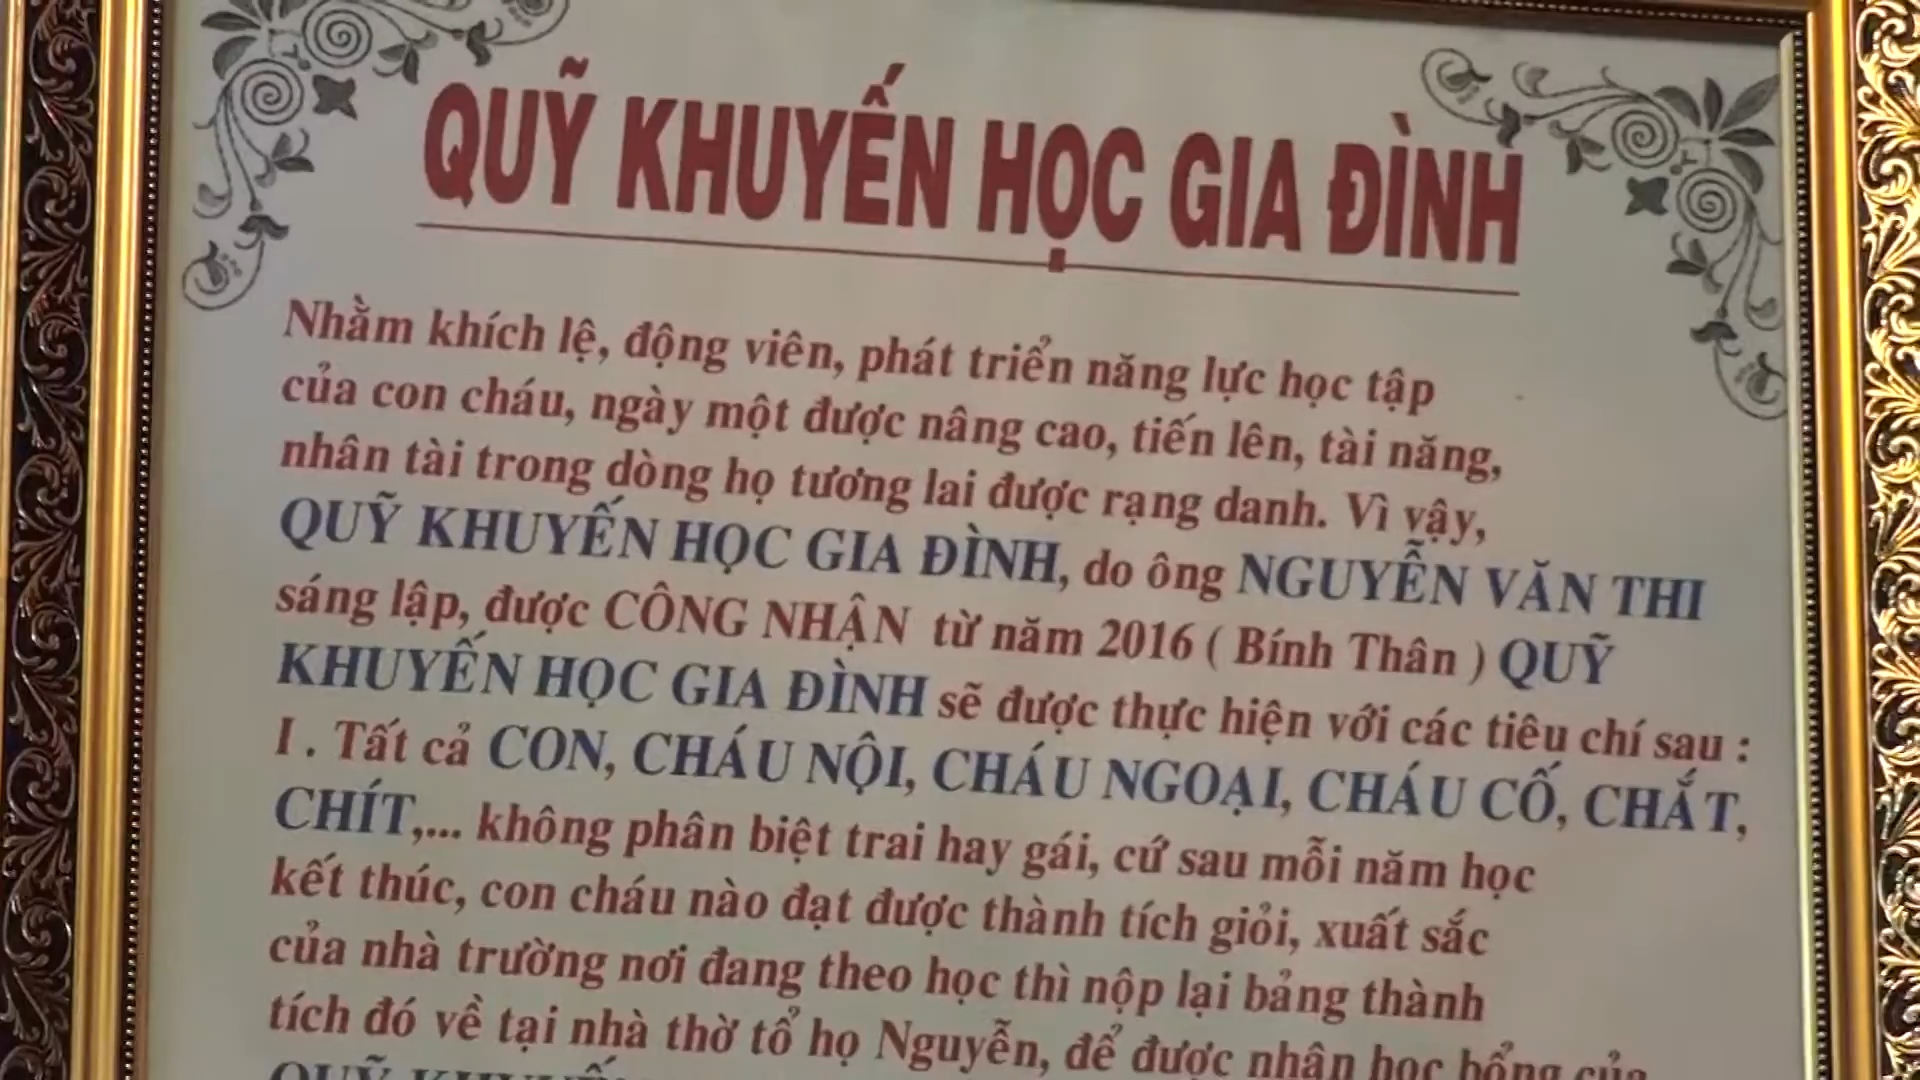 QUỸ KHUYẾN HỌC GIA ĐÌNH
Nhằm khích lệ, động viên, phát triển năng lực học tập
của con cháu, ngày một được nâng cao, tiến lên, tài năng,
nhân tài trong dòng họ tương lai được rạng danh. Vì vậy,
QUỸ KHUYẾN HỌC GIA ĐÌNH, do ông NGUYỄN VĂN THI
sáng lập, được CÔNG NHẬN từ năm 2016 ( Bính Thân ) QUỸ
KHUYẾN HỌC GIA ĐÌNH sẽ được thực hiện với các tiêu chí sau :
I . Tất cả CON, CHÁU NỘI, CHÁU NGOẠI, CHÁU CỐ, CHẮT,
CHÍT,... không phân biệt trai hay gái, cứ sau mỗi năm học
kết thúc, con cháu nào đạt được thành tích giỏi, xuất sắc
của nhà trường nơi đang theo học thì nộp lại bảng thành
tích đó về tại nhà thờ tổ họ Nguyễn, để được nhận học bổng của
QUỸ KHUYẾN